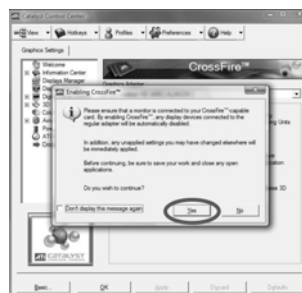 Catalyst Control Center
View
Hotkeys
Profiles
Preferences
Help
Graphics Settings
Welcome
Information Center
Displays Manager
CrossFire™
Enabling CrossFire™
Please ensure that a monitor is connected to your CrossFire™-capable
card. By enabling CrossFire™, any display devices connected to the
regular adapter will be automatically disabled.
In addition, any unapplied settings you may have changed elsewhere will
be immediately applied.
Before continuing, be sure to save your work and close any open
applications.
Do you wish to continue?
Don't display this message again
Yes
No
CATALYST
Basic...
OK
Apply
Discard
Defaults